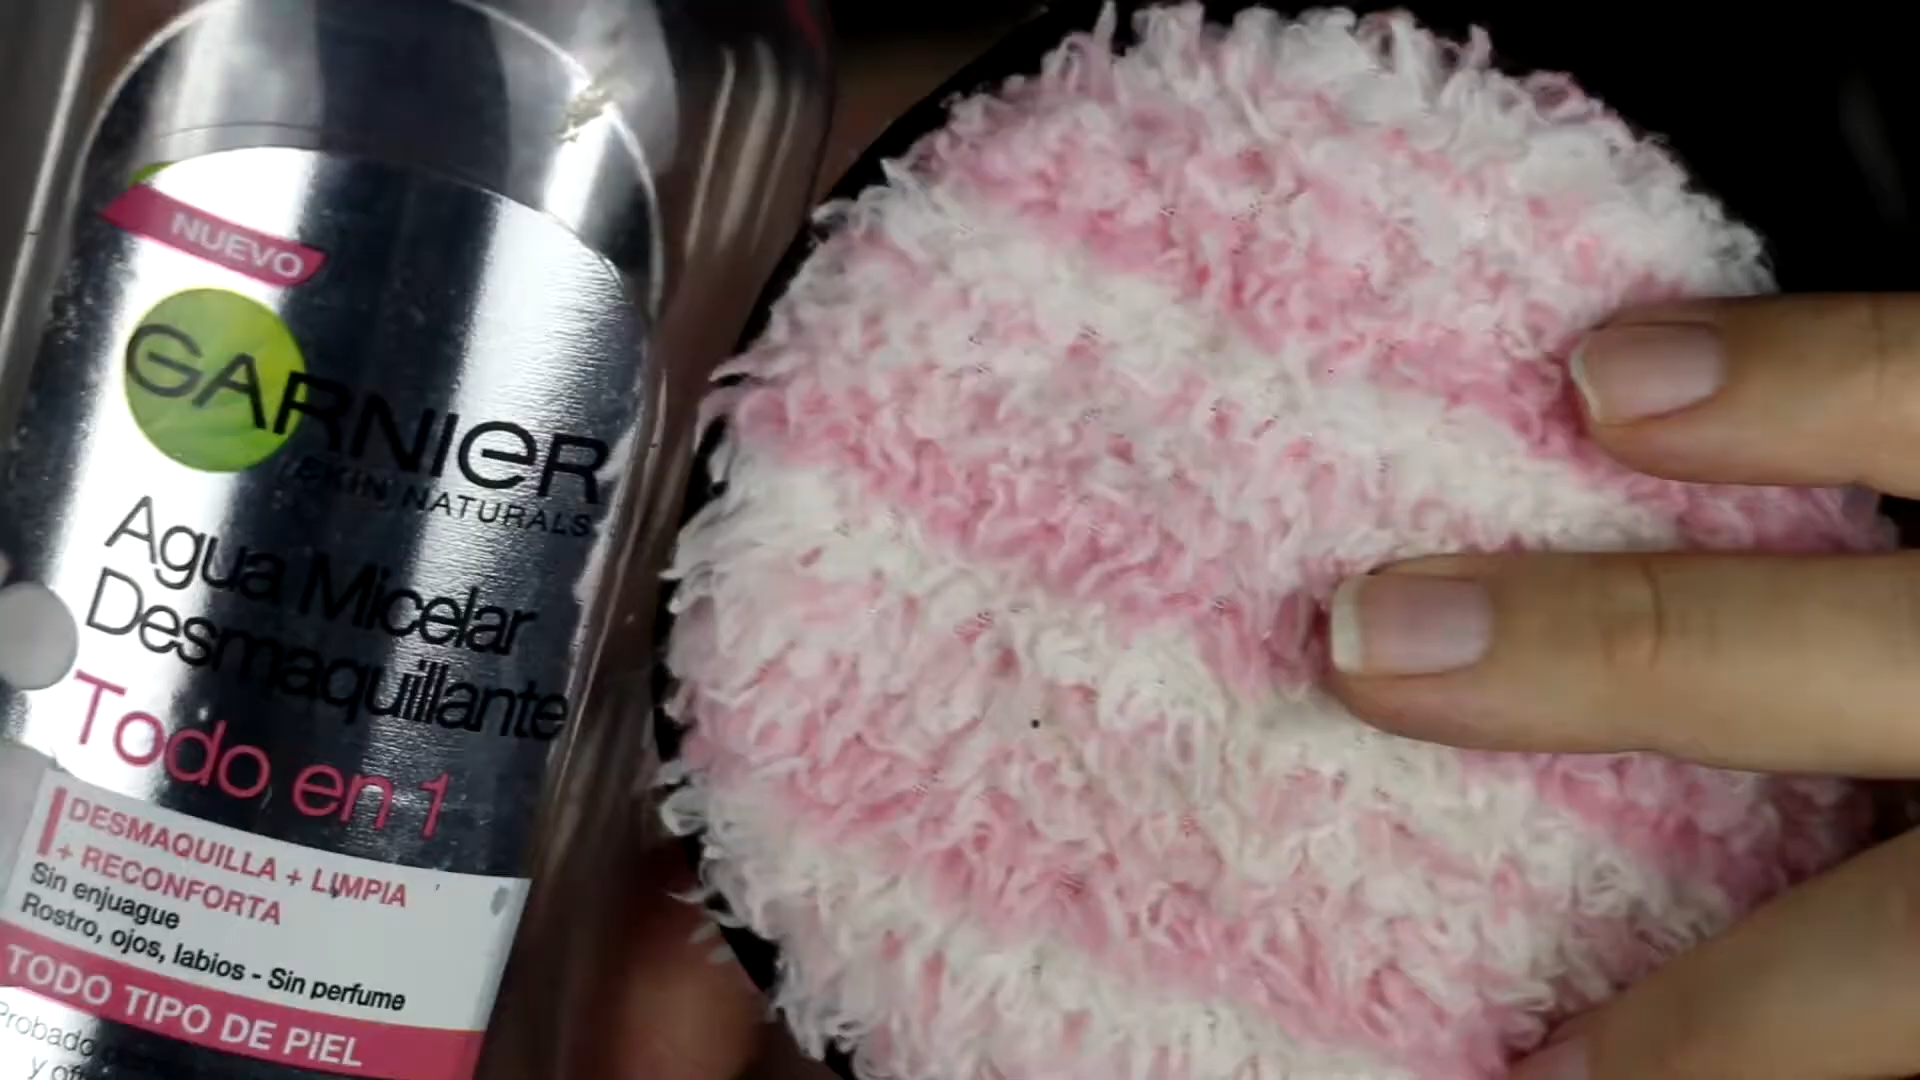 NUEVO
GARNIER
SKIN NATURALS
Agua Micelar
Desmaquillante
Todo en 1
DESMAQUILLA + LIMPIA
+ RECONFORTA
Sin enjuague
Rostro, ojos, labios - Sin perfume
TODO TIPO DE PIEL
Probado
y